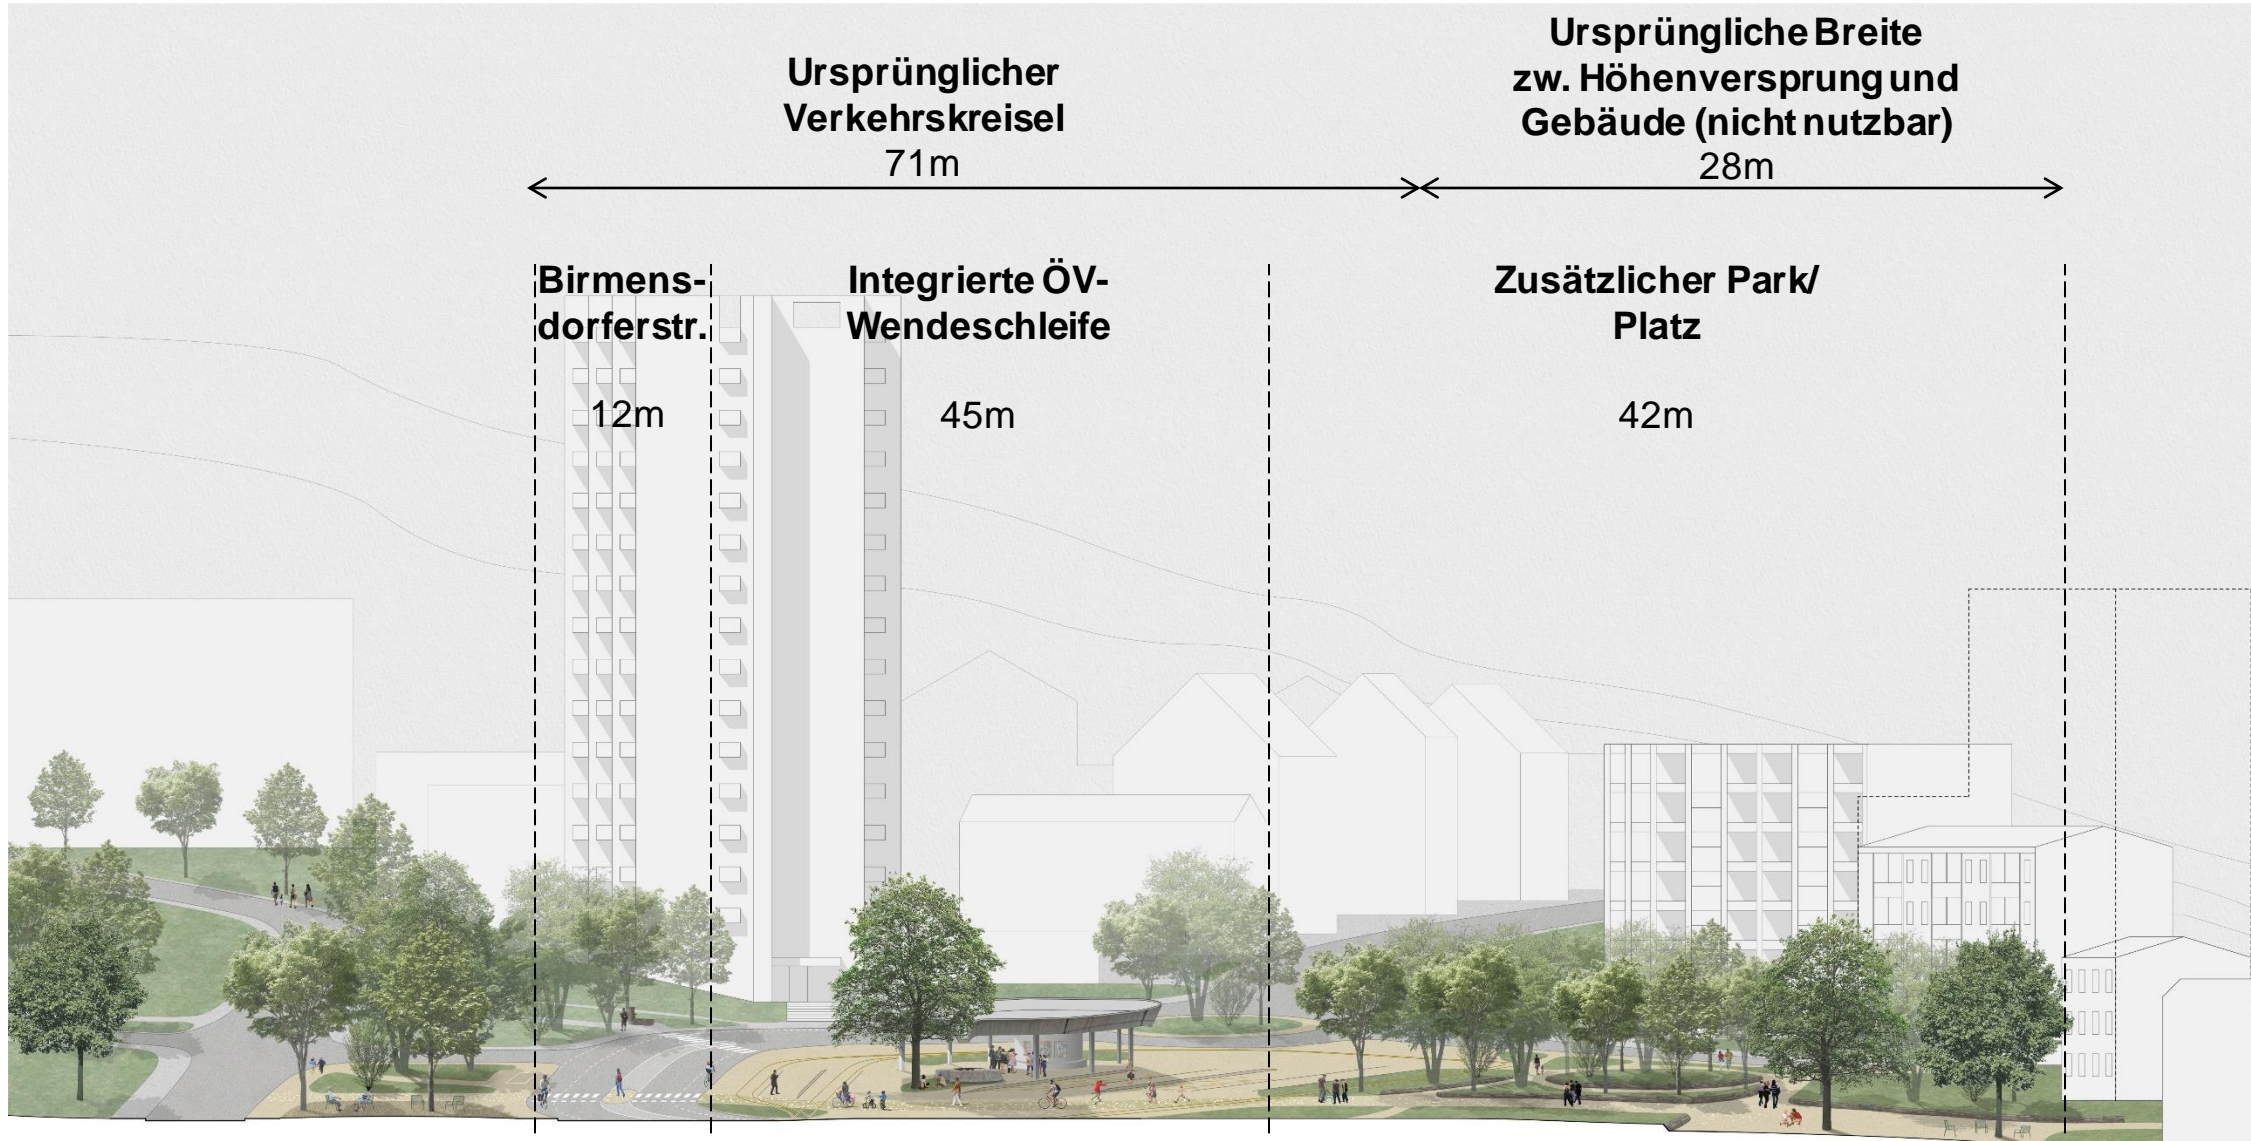 Ursprünglicher
Verkehrskreisel
71m
Ursprüngliche Breite
zw. Höhenversprung und
Gebäude (nicht nutzbar)
28m
Birmens-
dorferstr.
12m
Integrierte ÖV-
Wendeschleife
45m
Zusätzlicher Park/
Platz
42m